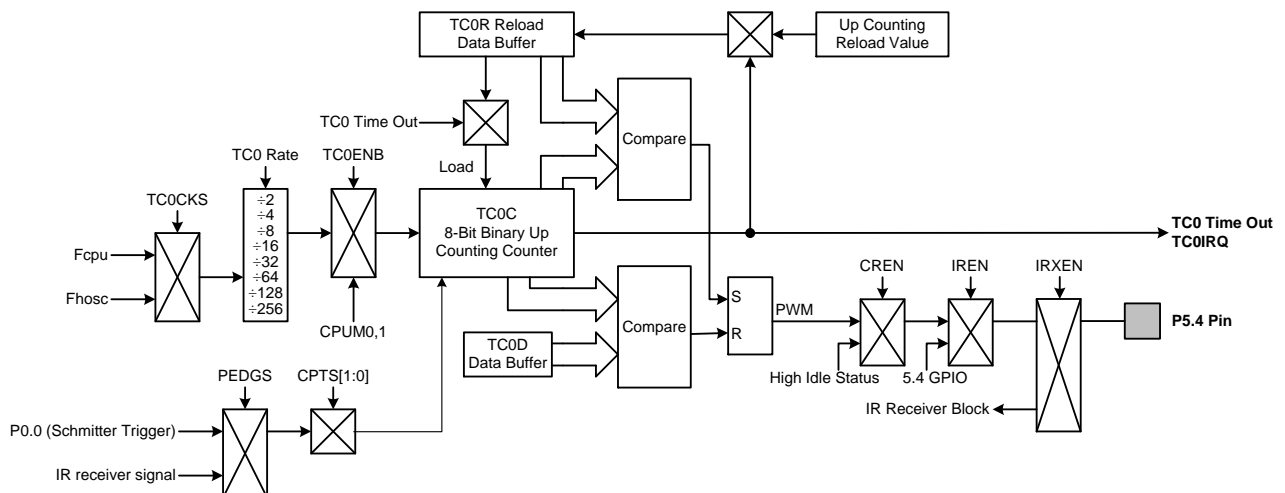 TC0R Reload
Data Buffer
Up Counting
Reload Value
TC0 Time Out
Load
Compare
TC0 Rate
TC0ENB
TC0CKS
÷2
÷4
÷8
÷16
÷32
÷64
÷128
÷256
Fcpu
Fhosc
TC0C
8-Bit Binary Up
Counting Counter
TC0 Time Out
TC0IRQ
CPUM0,1
TC0D
Data Buffer
Compare
S
R
PWM
CREN
IREN
IRXEN
P5.4 Pin
High Idle Status
5.4 GPIO
IR Receiver Block
PEDGS
CPTS[1:0]
P0.0 (Schmitter Trigger)
IR receiver signal